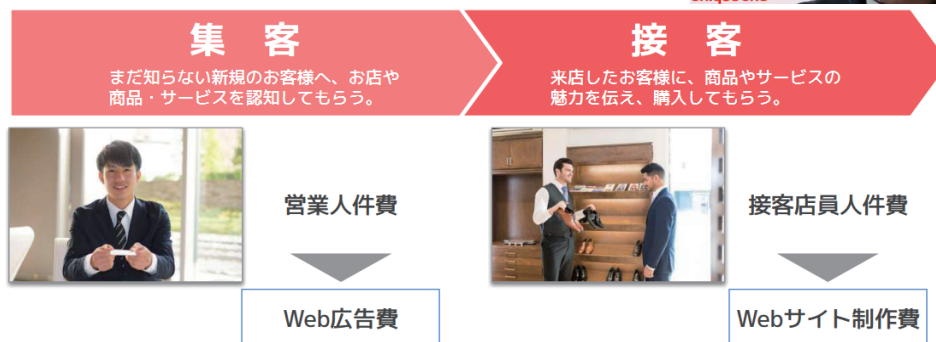 集 客
まだ知らない新規のお客様へ、お店や
商品・サービスを認知してもらう。
接 客
来店したお客様に、商品やサービスの
魅力を伝え、購入してもらう。
営業人件費
接客店員人件費
Web広告費
Webサイト制作費